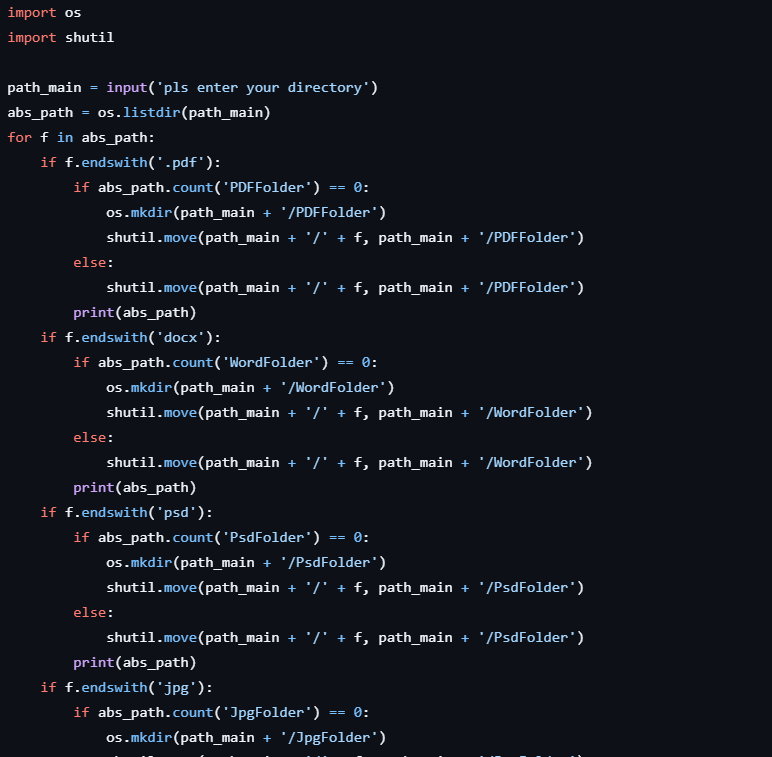 import os
import shutil

path_main = input('pls enter your directory')
abs_path = os.listdir(path_main)
for f in abs_path:
    if f.endswith('.pdf'):
        if abs_path.count('PDFFolder') == 0:
            os.mkdir(path_main + '/PDFFolder')
            shutil.move(path_main + '/' + f, path_main + '/PDFFolder')
        else:
            shutil.move(path_main + '/' + f, path_main + '/PDFFolder')
        print(abs_path)
    if f.endswith('docx'):
        if abs_path.count('WordFolder') == 0:
            os.mkdir(path_main + '/WordFolder')
            shutil.move(path_main + '/' + f, path_main + '/WordFolder')
        else:
            shutil.move(path_main + '/' + f, path_main + '/WordFolder')
        print(abs_path)
    if f.endswith('psd'):
        if abs_path.count('PsdFolder') == 0:
            os.mkdir(path_main + '/PsdFolder')
            shutil.move(path_main + '/' + f, path_main + '/PsdFolder')
        else:
            shutil.move(path_main + '/' + f, path_main + '/PsdFolder')
        print(abs_path)
    if f.endswith('jpg'):
        if abs_path.count('JpgFolder') == 0:
            os.mkdir(path_main + '/JpgFolder')